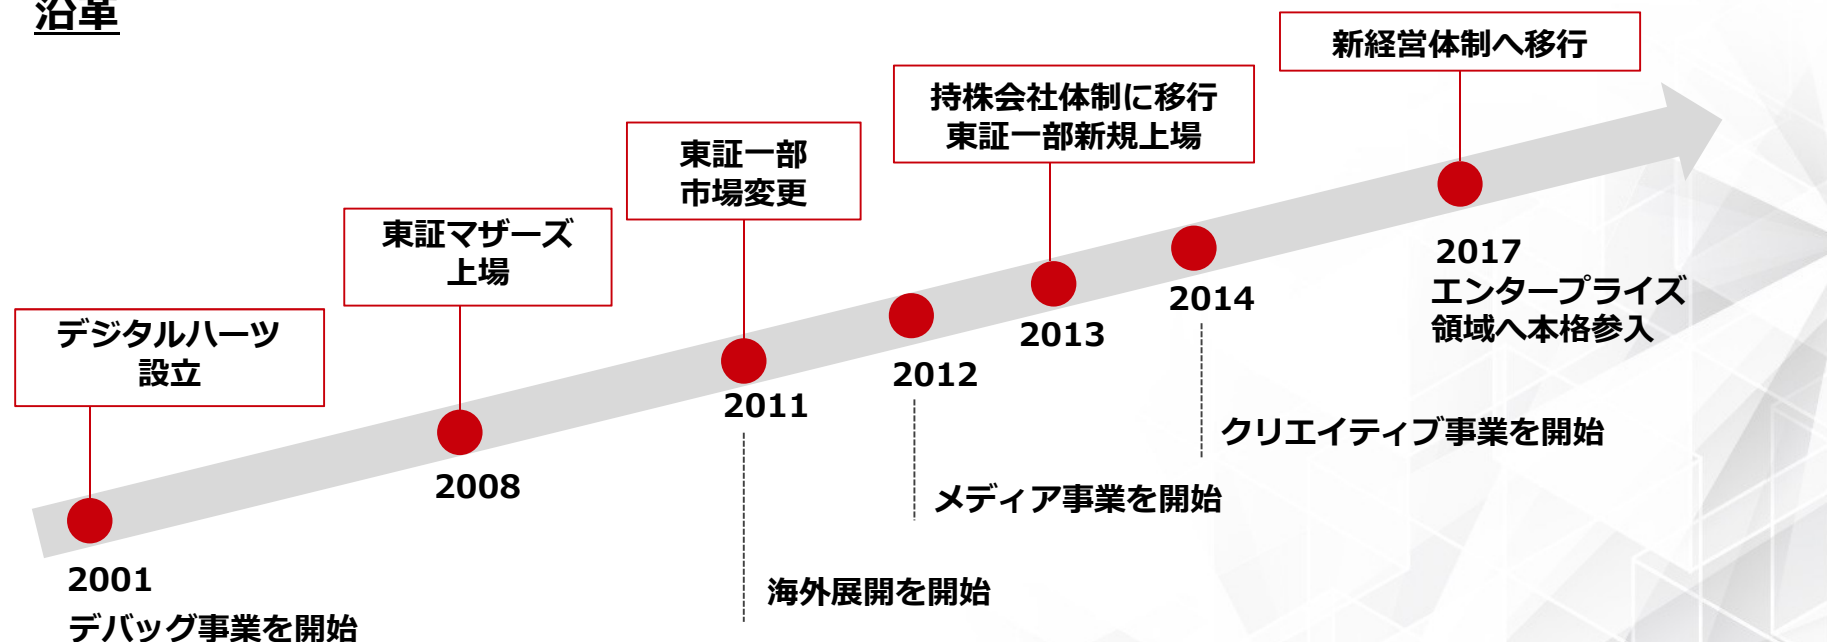 沿革
新経営体制へ移行
持株会社体制に移行
東証一部新規上場
東証一部
市場変更
東証マザーズ
上場
デジタルハーツ
設立
2001
デバッグ事業を開始
2008
2011
海外展開を開始
2012
メディア事業を開始
2013
2014
クリエイティブ事業を開始
2017
エンタープライズ
領域へ本格参入